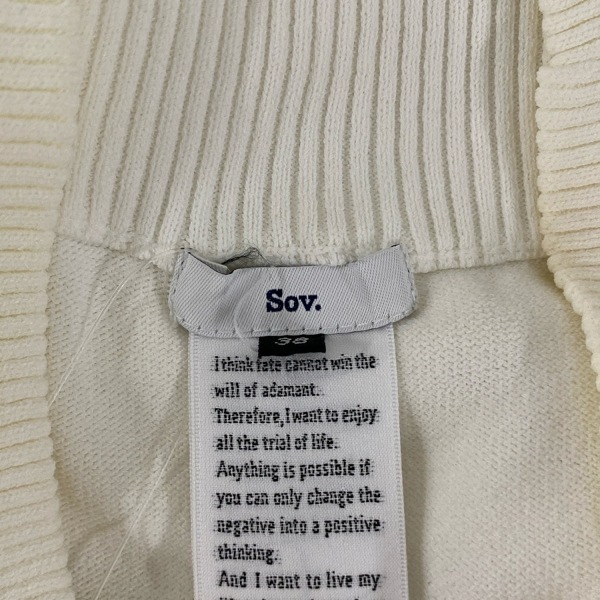 Sov.
38
I think fate cannot win the
will of adamant.
Therefore, I want to enjoy
all the trial of life.
Anything is possible if
you can only change the
negative into a positive
thinking.
And I want to live my